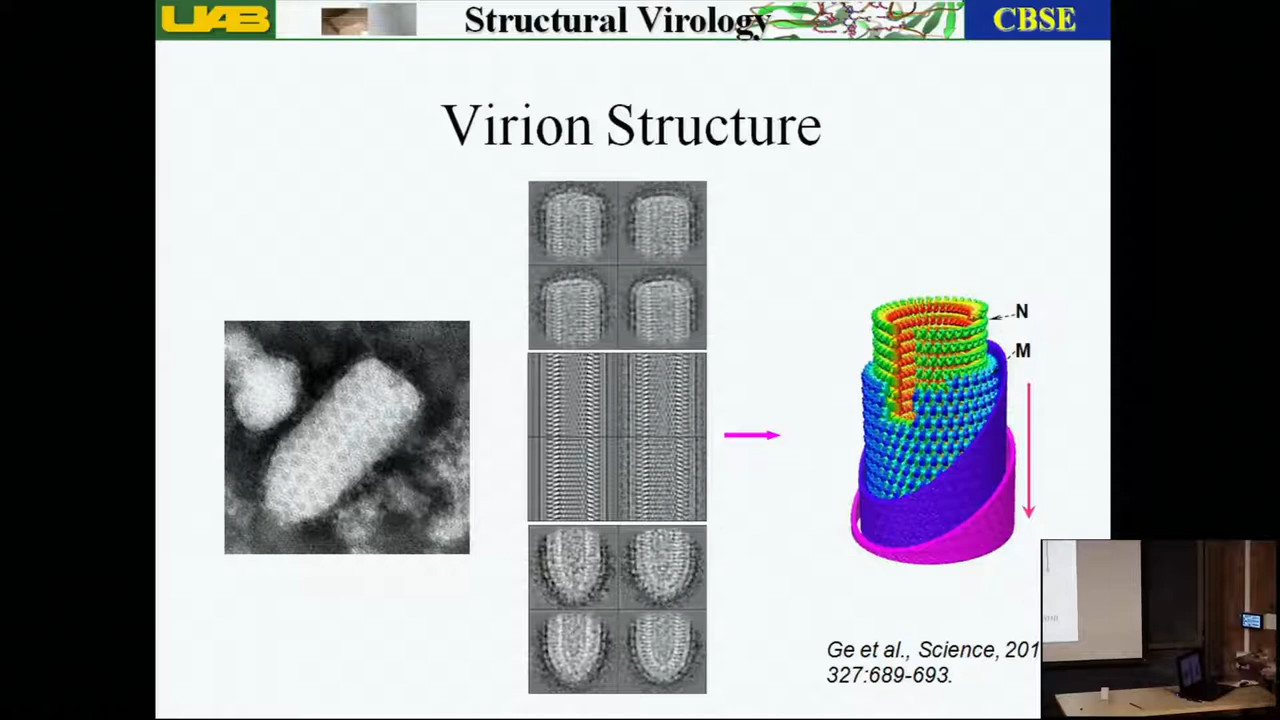 UAB
Structural Virology
CBSE
Virion Structure
N
M
Ge et al., Science, 201
327:689-693.